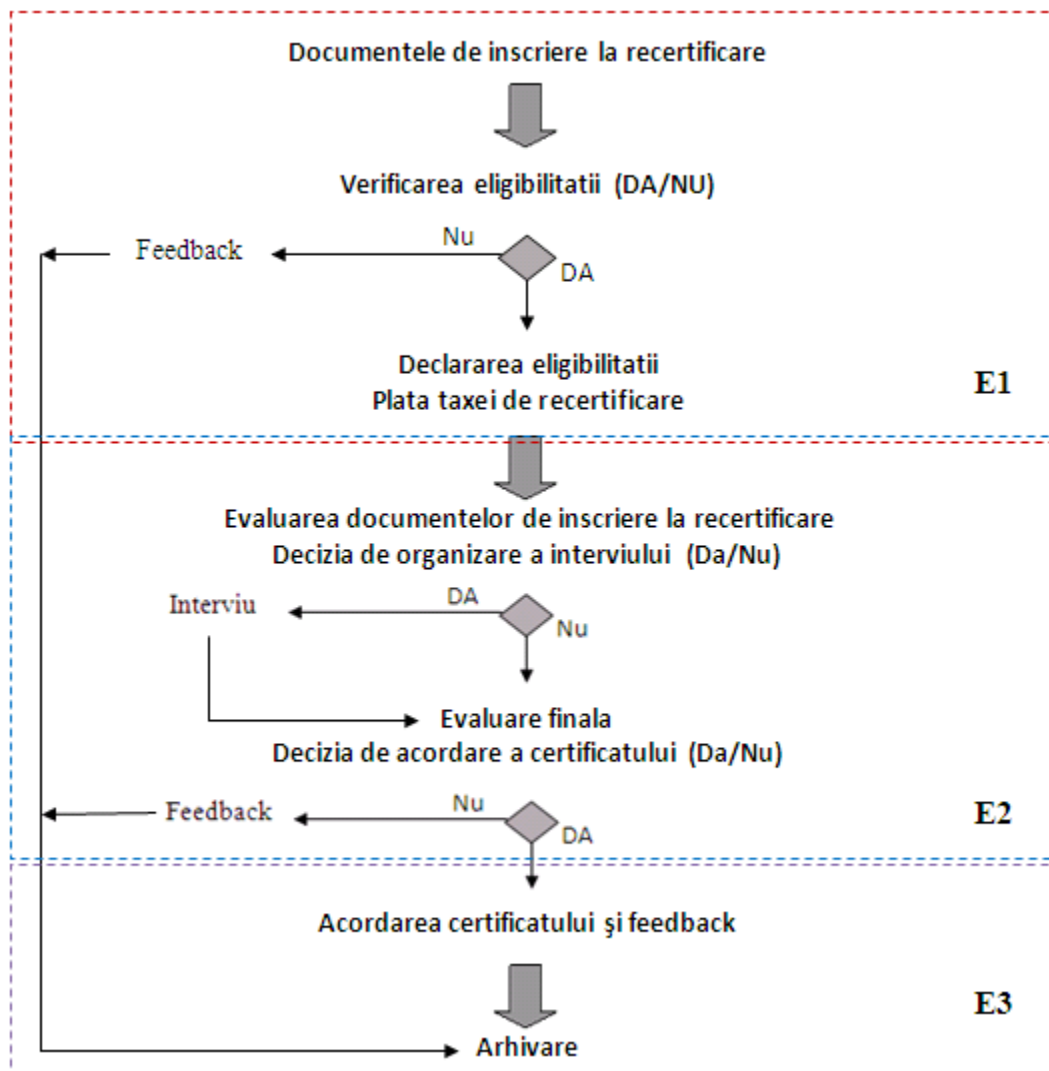 Documentele de inscriere la recertificare
Verificarea eligibilitatii (DA/NU)
Nu
Feedback
DA
Declararea eligibilitatii
Plata taxei de recertificare
E1
Evaluarea documentelor de inscriere la recertificare
Decizia de organizare a interviului (Da/Nu)
DA
Interviu
Nu
Evaluare finala
Decizia de acordare a certificatului (Da/Nu)
Nu
Feedback
E2
DA
Acordarea certificatului şi feedback
E3
Arhivare